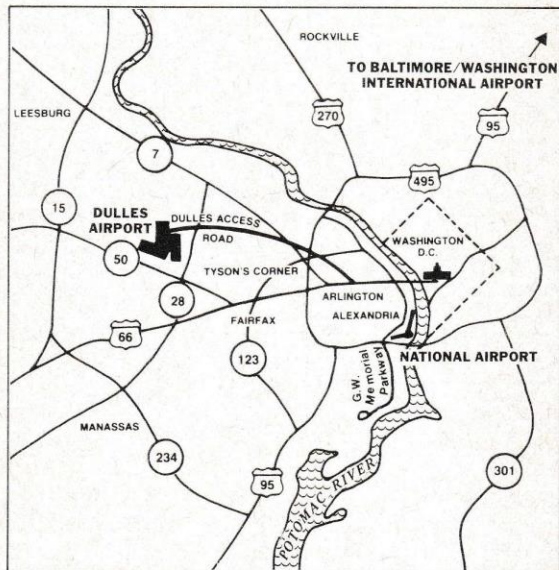 ROCKVILLE
TO BALTIMORE/WASHINGTON
INTERNATIONAL AIRPORT
LEESBURG
270
95
7
495
15
DULLES
AIRPORT
DULLES ACCESS
ROAD
WASHINGTON
D.C.
50
TYSON'S CORNER
28
ARLINGTON
ALEXANDRIA
66
FAIRFAX
NATIONAL AIRPORT
123
G.W.
Memorial
Parkway
MANASSAS
234
95
301
POTOMAC RIVER